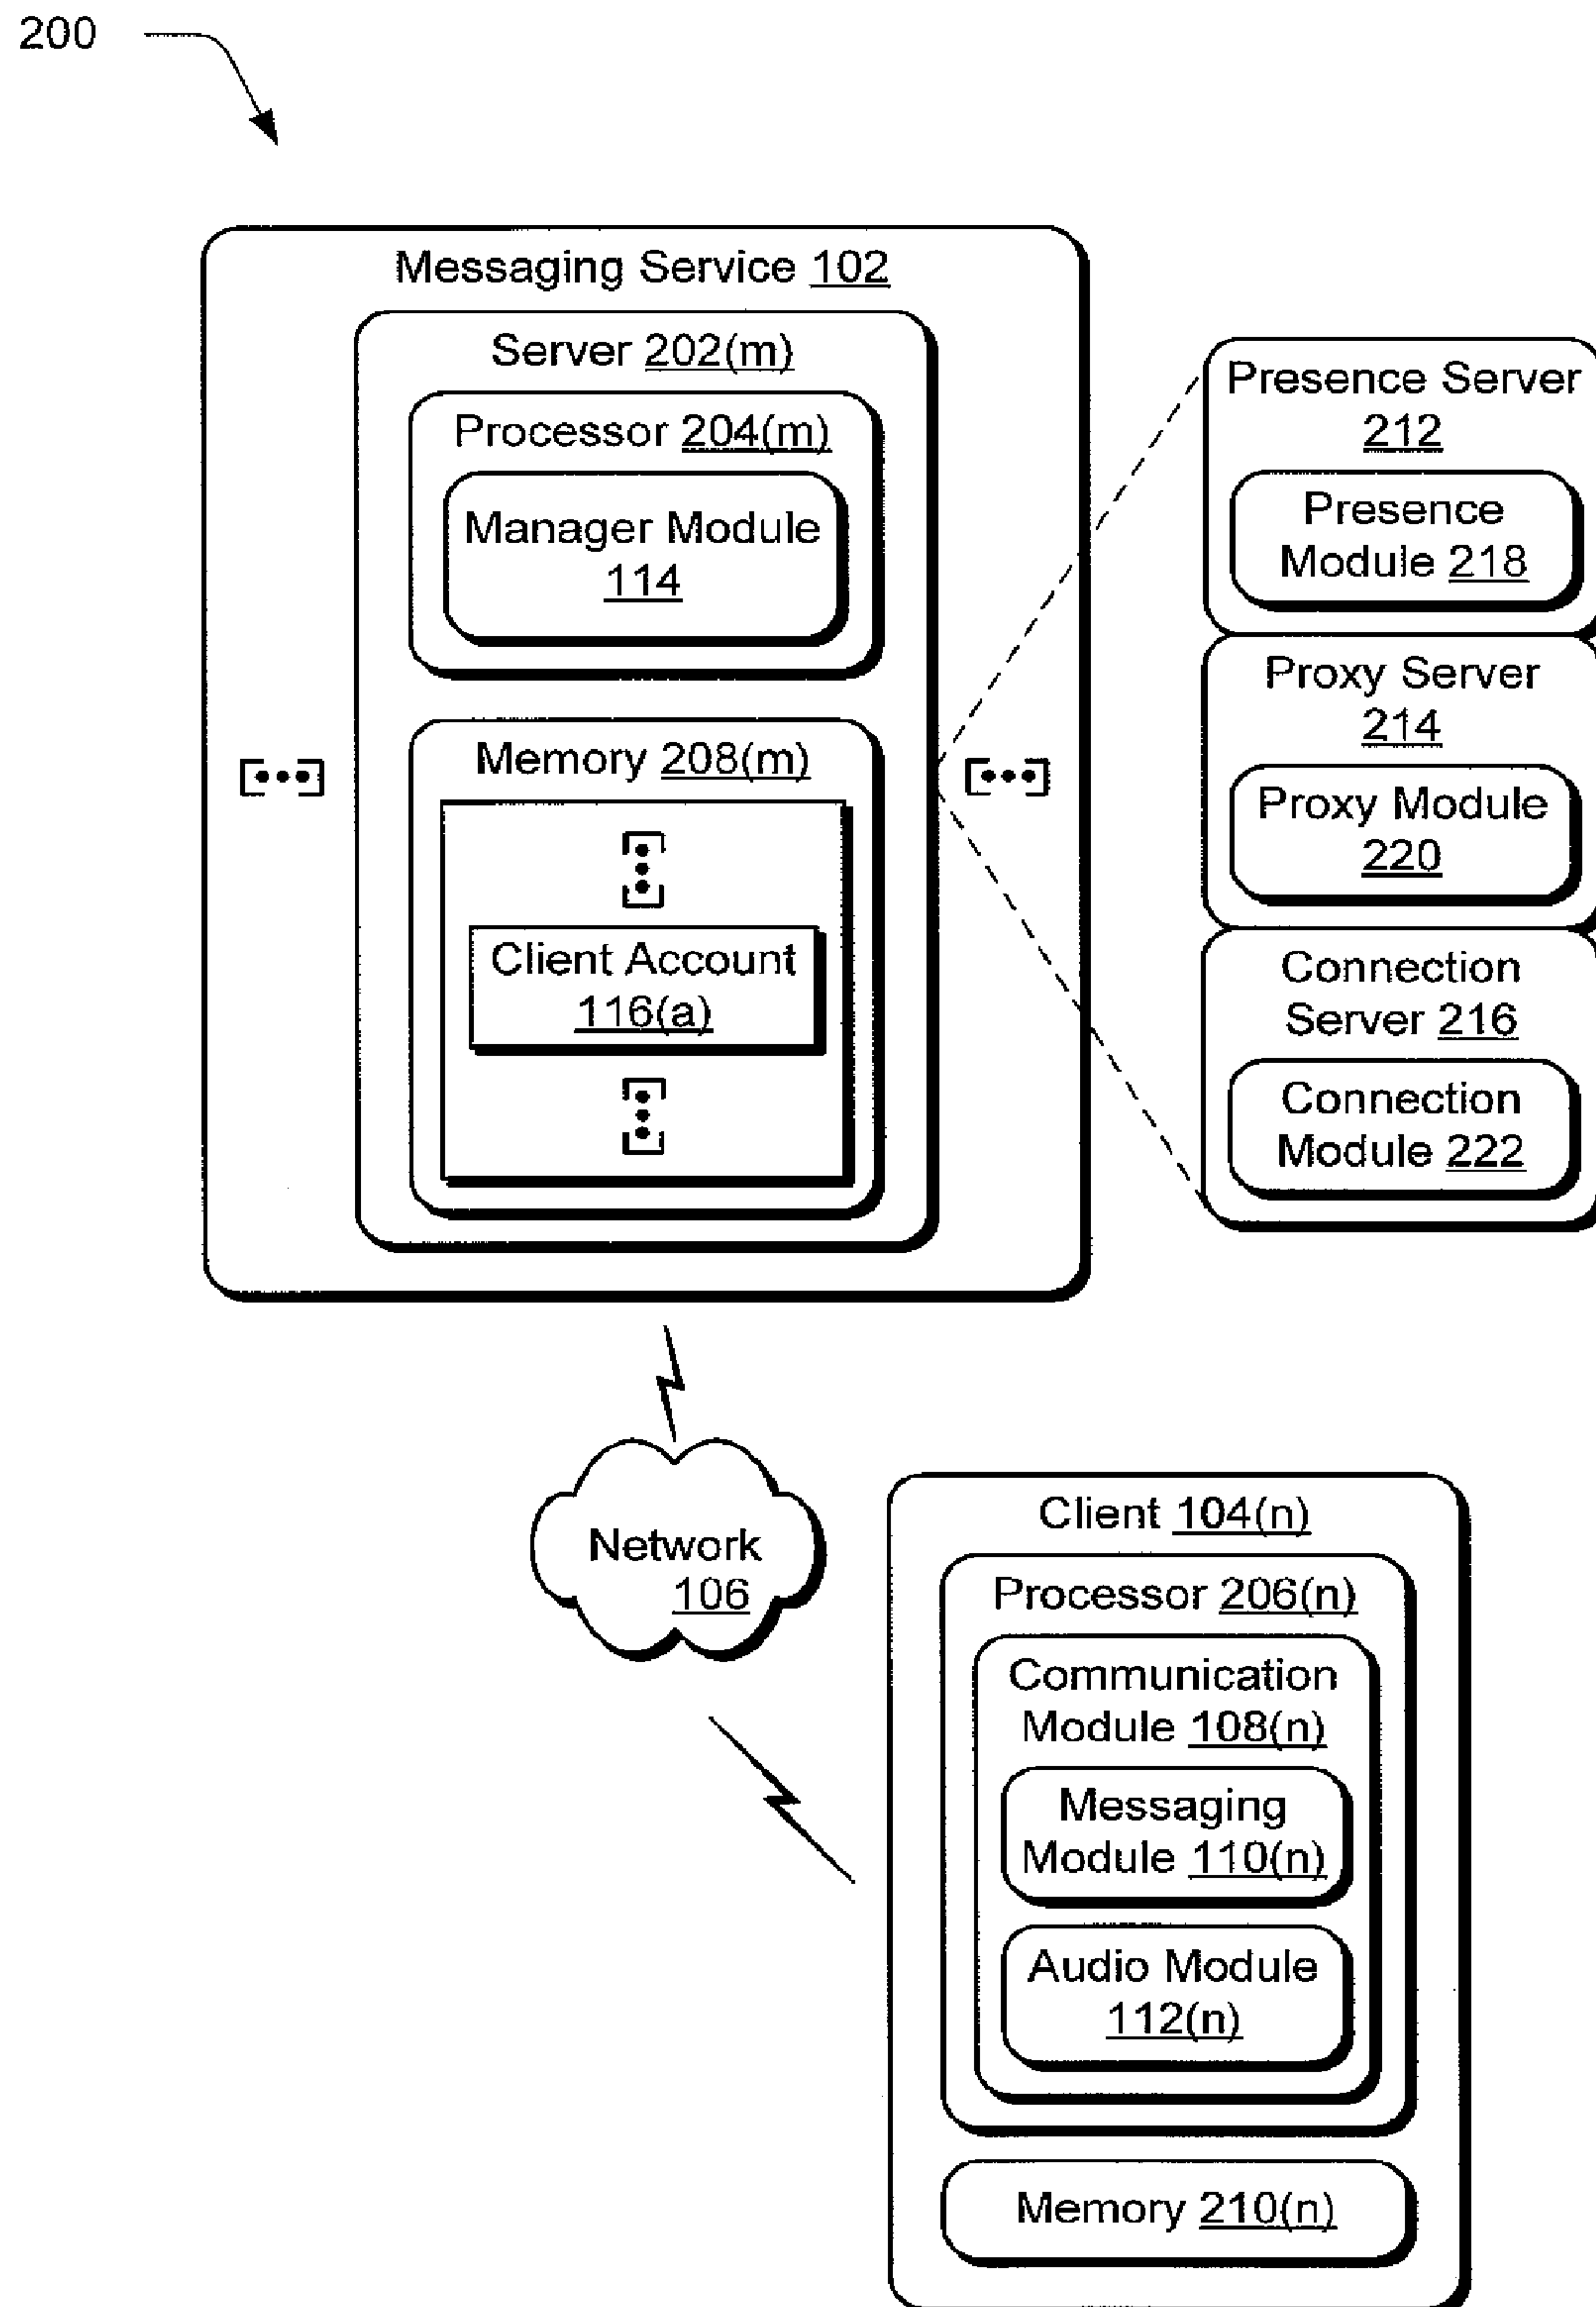 200
Messaging Service 102
Server 202(m)
Processor 204(m)
Manager Module
114
Memory 208(m)
Client Account
116(a)
Presence Server
212
Presence
Module 218
Proxy Server
214
Proxy Module
220
Connection
Server 216
Connection
Module 222
Network
106
Client 104(n)
Processor 206(n)
Communication
Module 108(n)
Messaging
Module 110(n)
Audio Module
112(n)
Memory 210(n)